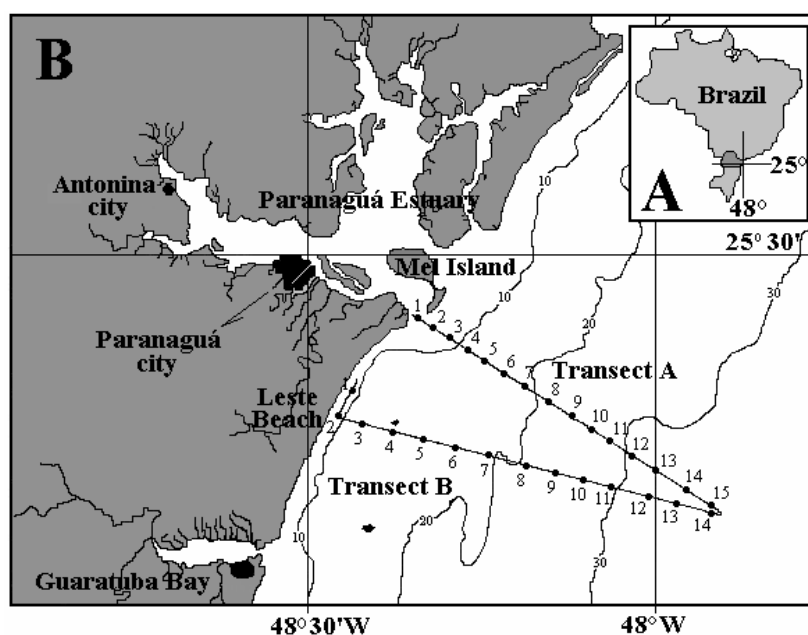 B
Brazil
25°
A
48°
10
Antonina
city
Paranaguá Estuary
25° 30'
Mel Island
10
30
20
Paranaguá
city
1
2
3
4
5
6
7
8
9
10
11
12
13
14
15
Transect A
Leste
Beach
1
2
3
4
5
6
7
8
9
10
11
12
13
14
Transect B
20
10
30
Guaratuba Bay
48°30'W
48°W